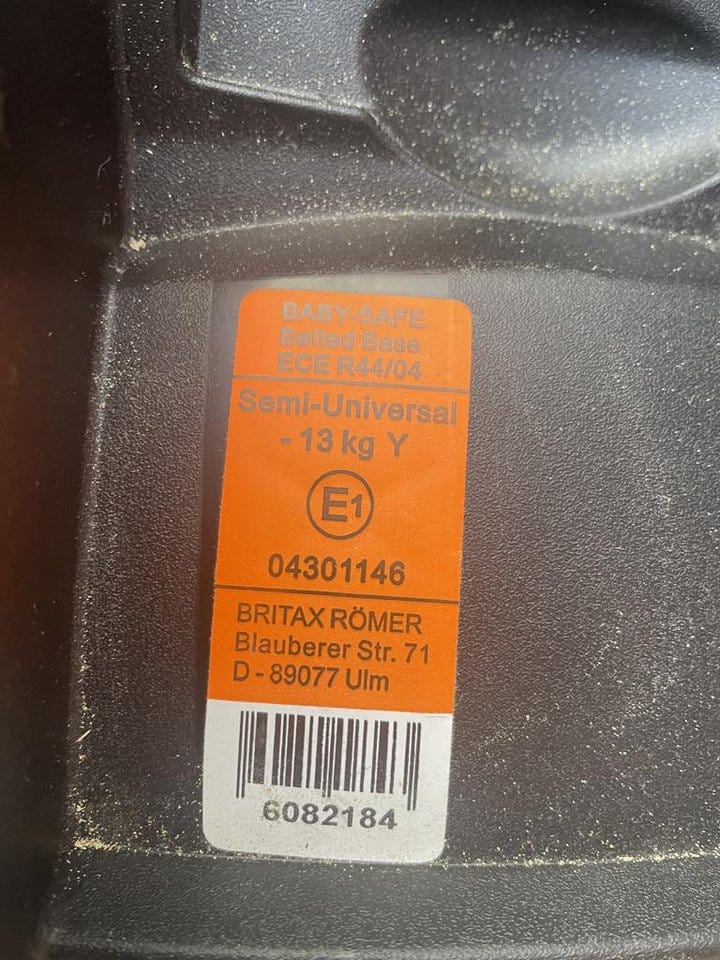 BABY-SAFE
Belted Base
ECE R44/04
Semi-Universal
- 13 kg Y
E1
04301146
BRITAX RÖMER
Blauberer Str. 71
D - 89077 Ulm
6082184